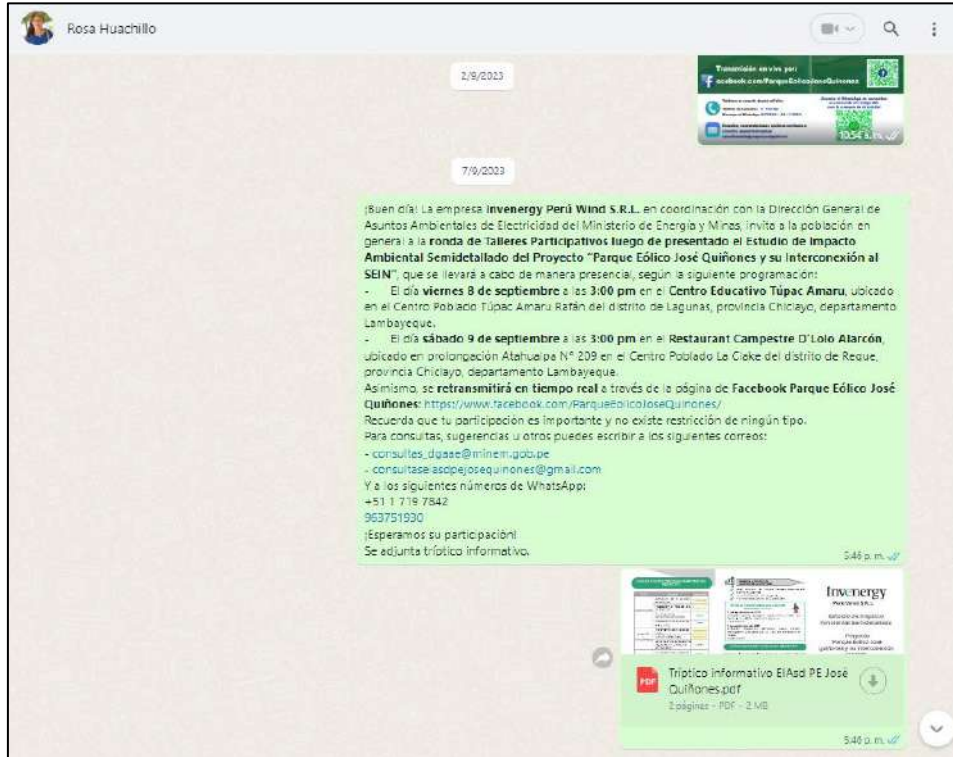 Rosa Huachillo
2/9/2023
Transmisión en vivo por:
facebook.com/ParqueEolicoJoseQuinones
10:54 a. m.
7/9/2023
¡Buen día! La empresa Invenergy Perú Wind S.R.L. en coordinación con la Dirección General de
Asuntos Ambientales de Electricidad del Ministerio de Energía y Minas, invita a la población en
general a la ronda de Talleres Participativos luego de presentado el Estudio de Impacto
Ambiental Semidetallado del Proyecto "Parque Eólico José Quiñones y su Interconexión al
SEIN", que se llevará a cabo de manera presencial, según la siguiente programación:
- El día viernes 8 de septiembre a las 3:00 pm en el Centro Educativo Túpac Amaru, ubicado
en el Centro Poblado Túpac Amaru Rafán del distrito de Lagunas, provincia Chiclayo, departamento
Lambayeque.
- El día sábado 9 de septiembre a las 3:00 pm en el Restaurant Campestre D'Lolo Alarcón,
ubicado en prolongación Atahualpa N° 209 en el Centro Poblado La Clake del distrito de Reque,
provincia Chiclayo, departamento Lambayeque.
Asimismo, se retransmitirá en tiempo real a través de la página de Facebook Parque Eólico José
Quiñones: https://www.facebook.com/ParqueEolicoJoseQuinones/
Recuerda que tu participación es importante y no existe restricción de ningún tipo.
Para consultas, sugerencias u otros puedes escribir a los siguientes correos:
- consultas_dgaae@minem.gob.pe
- consultaseiasdpejosequinones@gmail.com
Y a los siguientes números de WhatsApp:
+51 1 719 7842
963751930
¡Esperamos su participación!
Se adjunta tríptico informativo.
5:46 p. m.
Invenergy
Perú Wind S.R.L.
PDF
Tríptico informativo EIAsd PE José
Quiñones.pdf
2 páginas - PDF - 2 MB
5:46 p. m.